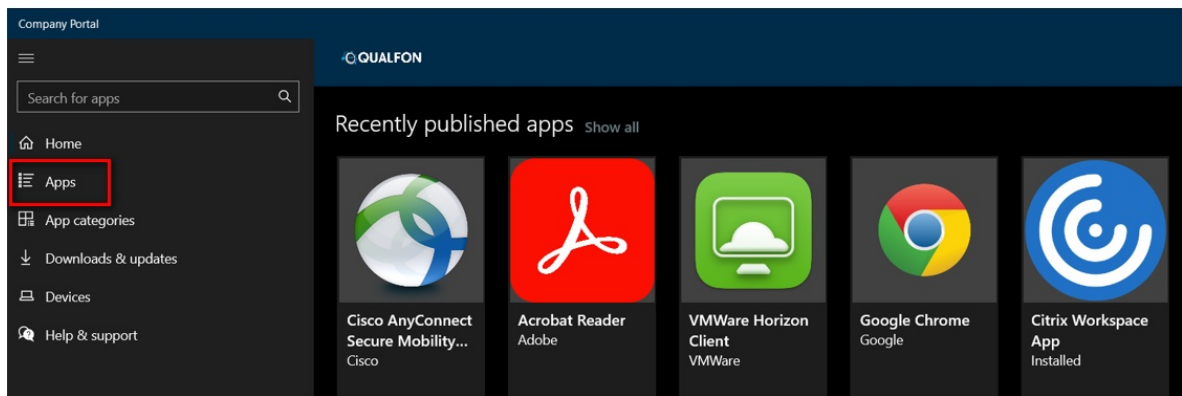 Company Portal
QUALFON
Search for apps
Home
Apps
App categories
Downloads & updates
Devices
Help & support
Recently published apps Show all
Cisco AnyConnect
Secure Mobility...
Cisco
Acrobat Reader
Adobe
VMWare Horizon
Client
VMWare
Google Chrome
Google
Citrix Workspace
App
Installed